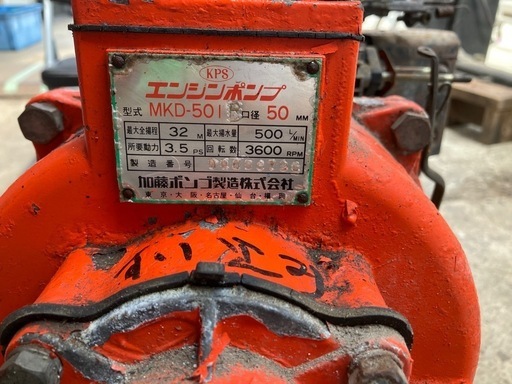 KPS
エンジンポンプ
型式 MKD-501 口径 50 MM
最大全揚程 32 M 最大揚水量 500 L/MIN
所要動力 3.5 PS 回転数 3600 RPM
製造番号
加藤ポンプ製造株式会社
東京・大阪・名古屋・仙台・福岡